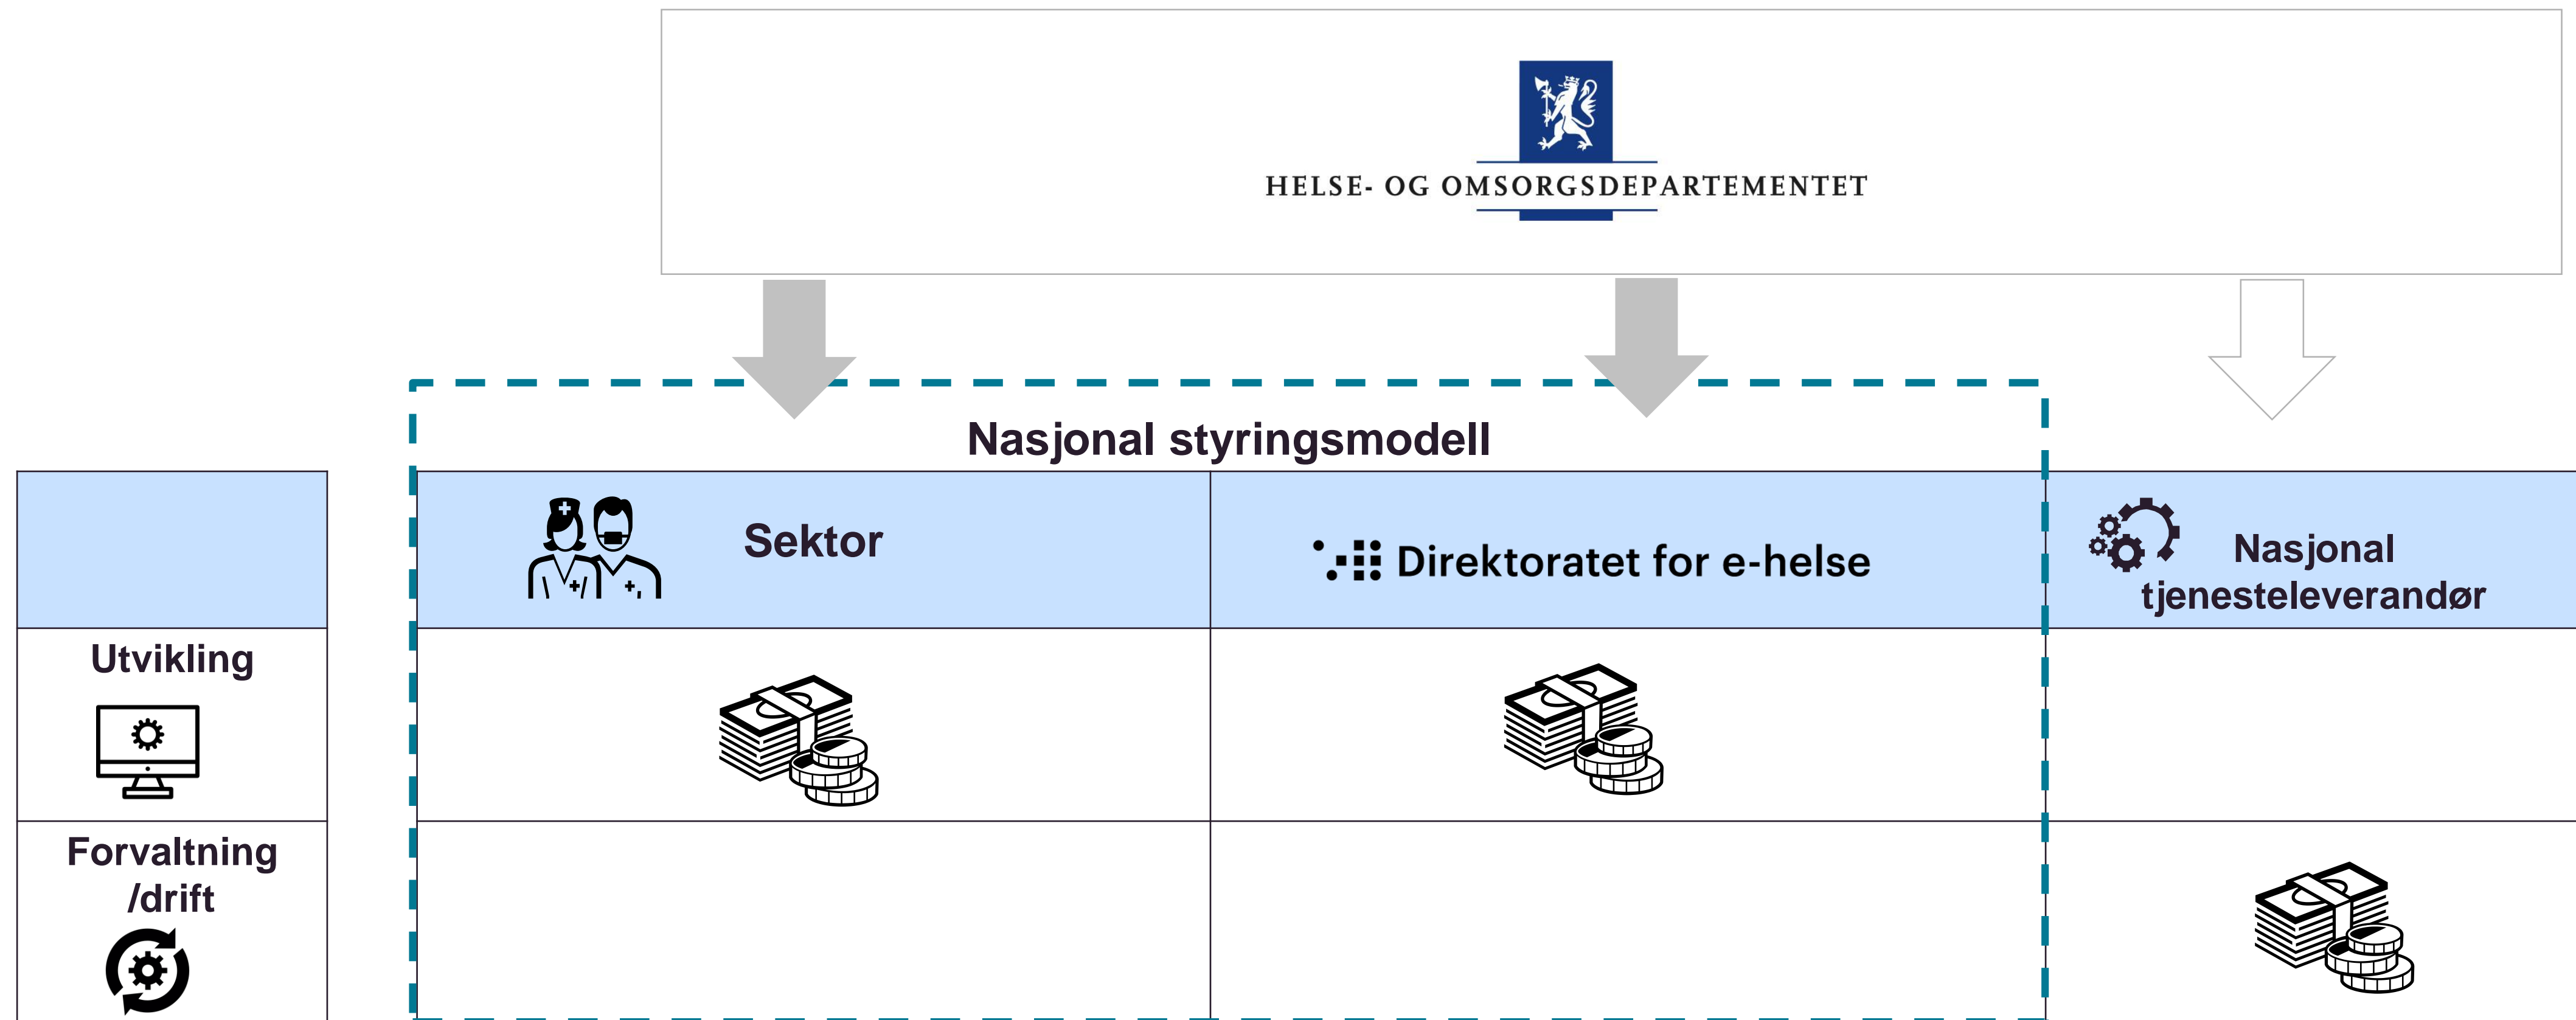 HELSE- OG OMSORGSDEPARTEMENTET
Nasjonal styringsmodell
Sektor
Direktoratet for e-helse
Nasjonal
tjenesteleverandør
Utvikling
Forvaltning
/drift